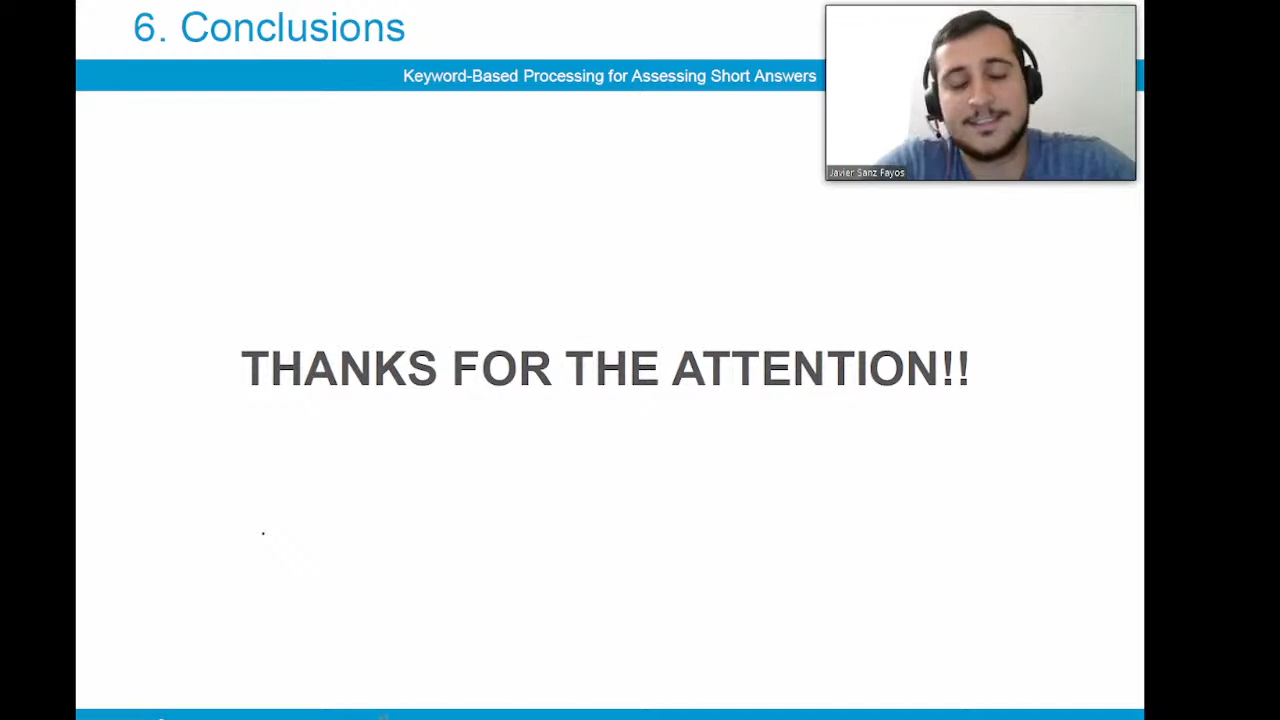 6. Conclusions
Keyword-Based Processing for Assessing Short Answers
Javier Sanz Fayos
THANKS FOR THE ATTENTION!!